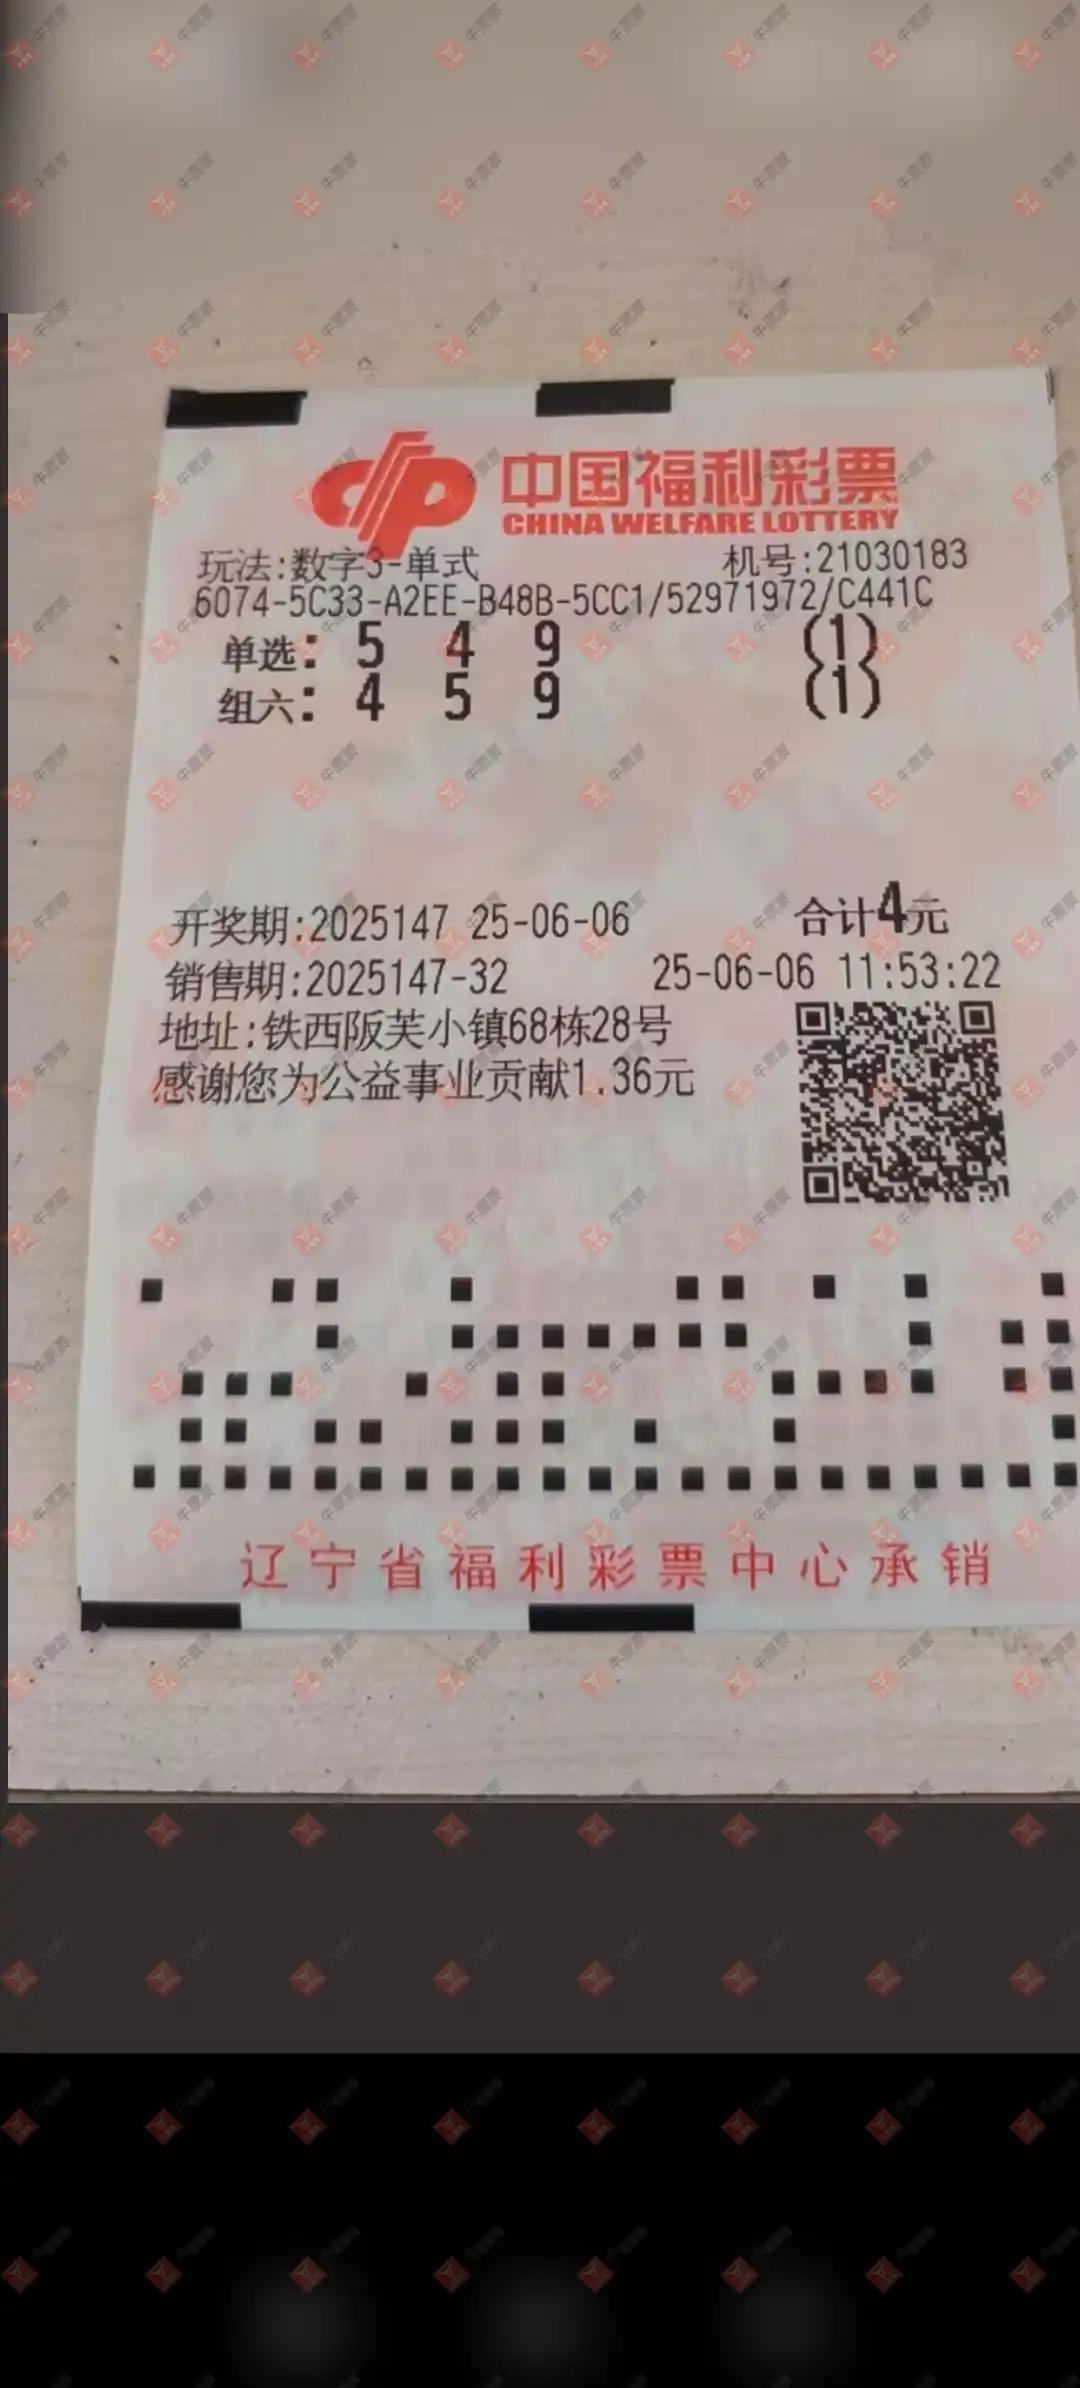 中国福利彩票
CHINA WELFARE LOTTERY
玩法:数字3-单式 机号:21030183
6074-5C33-A2EE-B48B-5CC1/52971972/C441C
单选: 5 4 9 (1)
组六: 4 5 9 (1)
开奖期:2025147 25-06-06 合计4元
销售期:2025147-32 25-06-06 11:53:22
地址:铁西阪芙小镇68栋28号
感谢您为公益事业贡献1.36元
辽宁省福利彩票中心承销